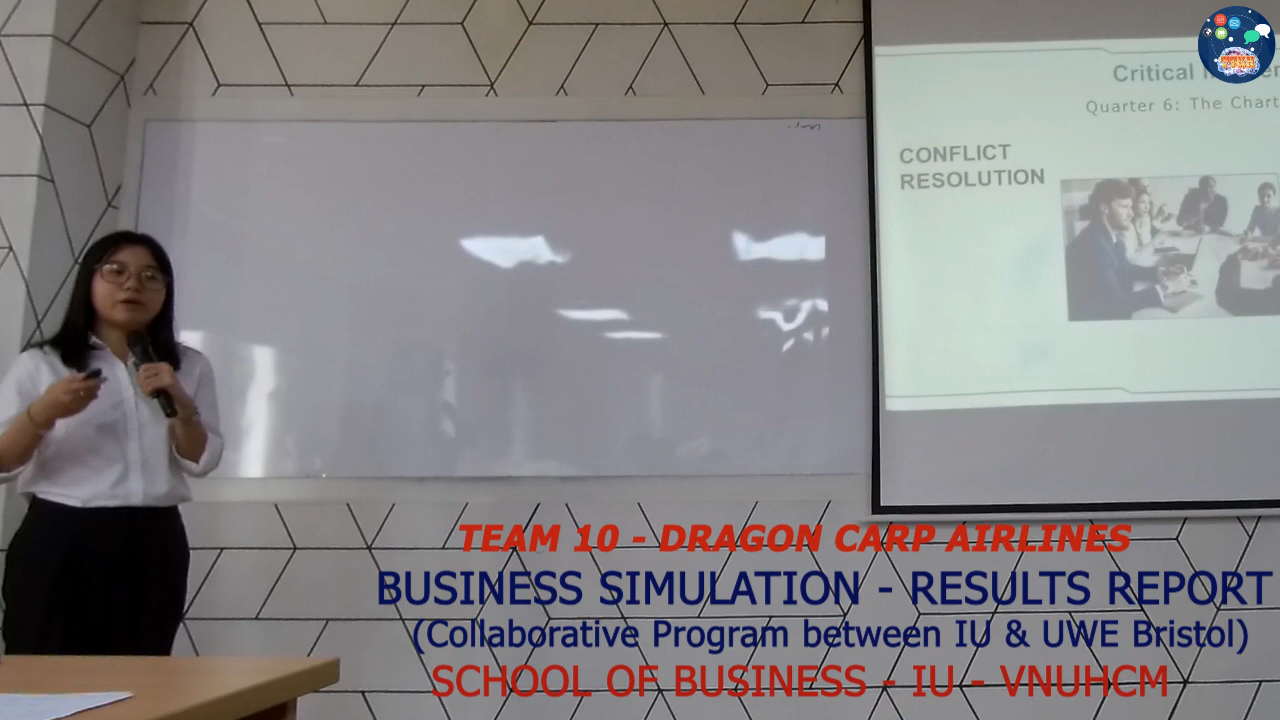 Critical
Quarter 6: The Chart
CONFLICT
RESOLUTION
TEAM 10 - DRAGON CARP AIRLINES
BUSINESS SIMULATION - RESULTS REPORT
(Collaborative Program between IU & UWE Bristol)
SCHOOL OF BUSINESS - IU - VNUHCM